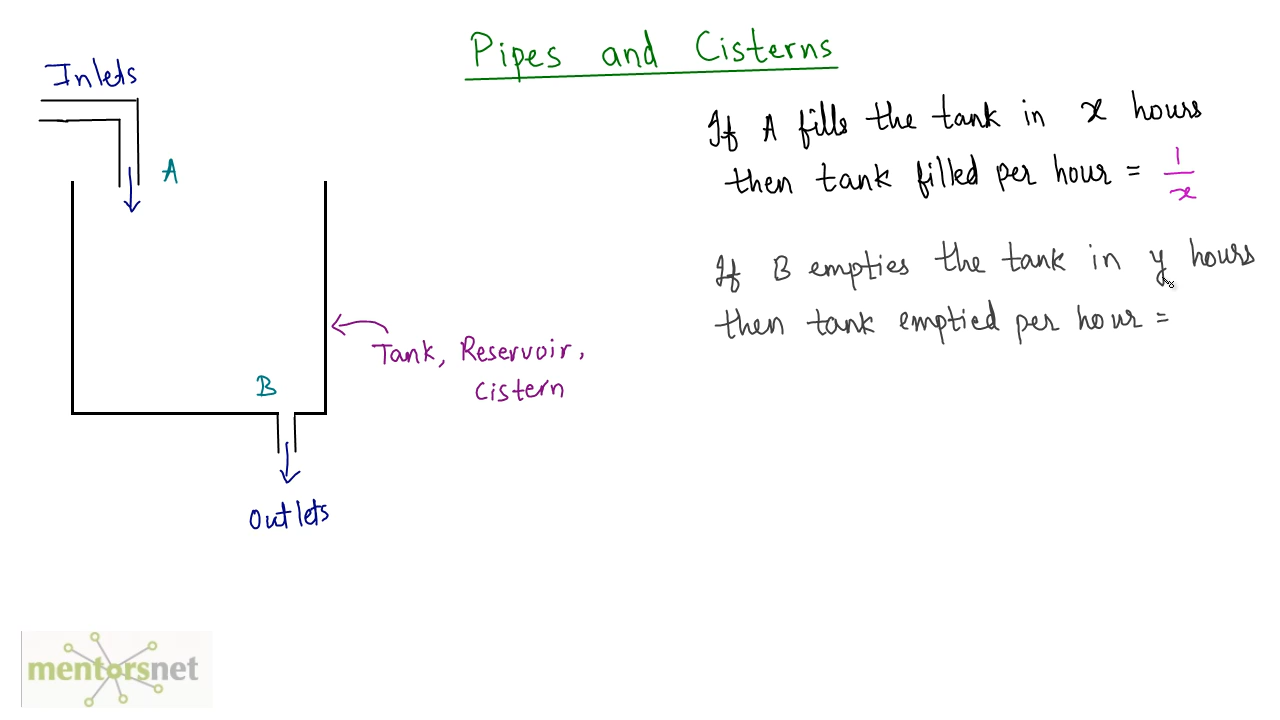 Pipes and Cisterns
Inlets
A
If A fills the tank in x hours
then tank filled per hour = 1/x
If B empties the tank in y hours
then tank emptied per hour =
Tank, Reservoir,
Cistern
B
Outlets
mentorsnet